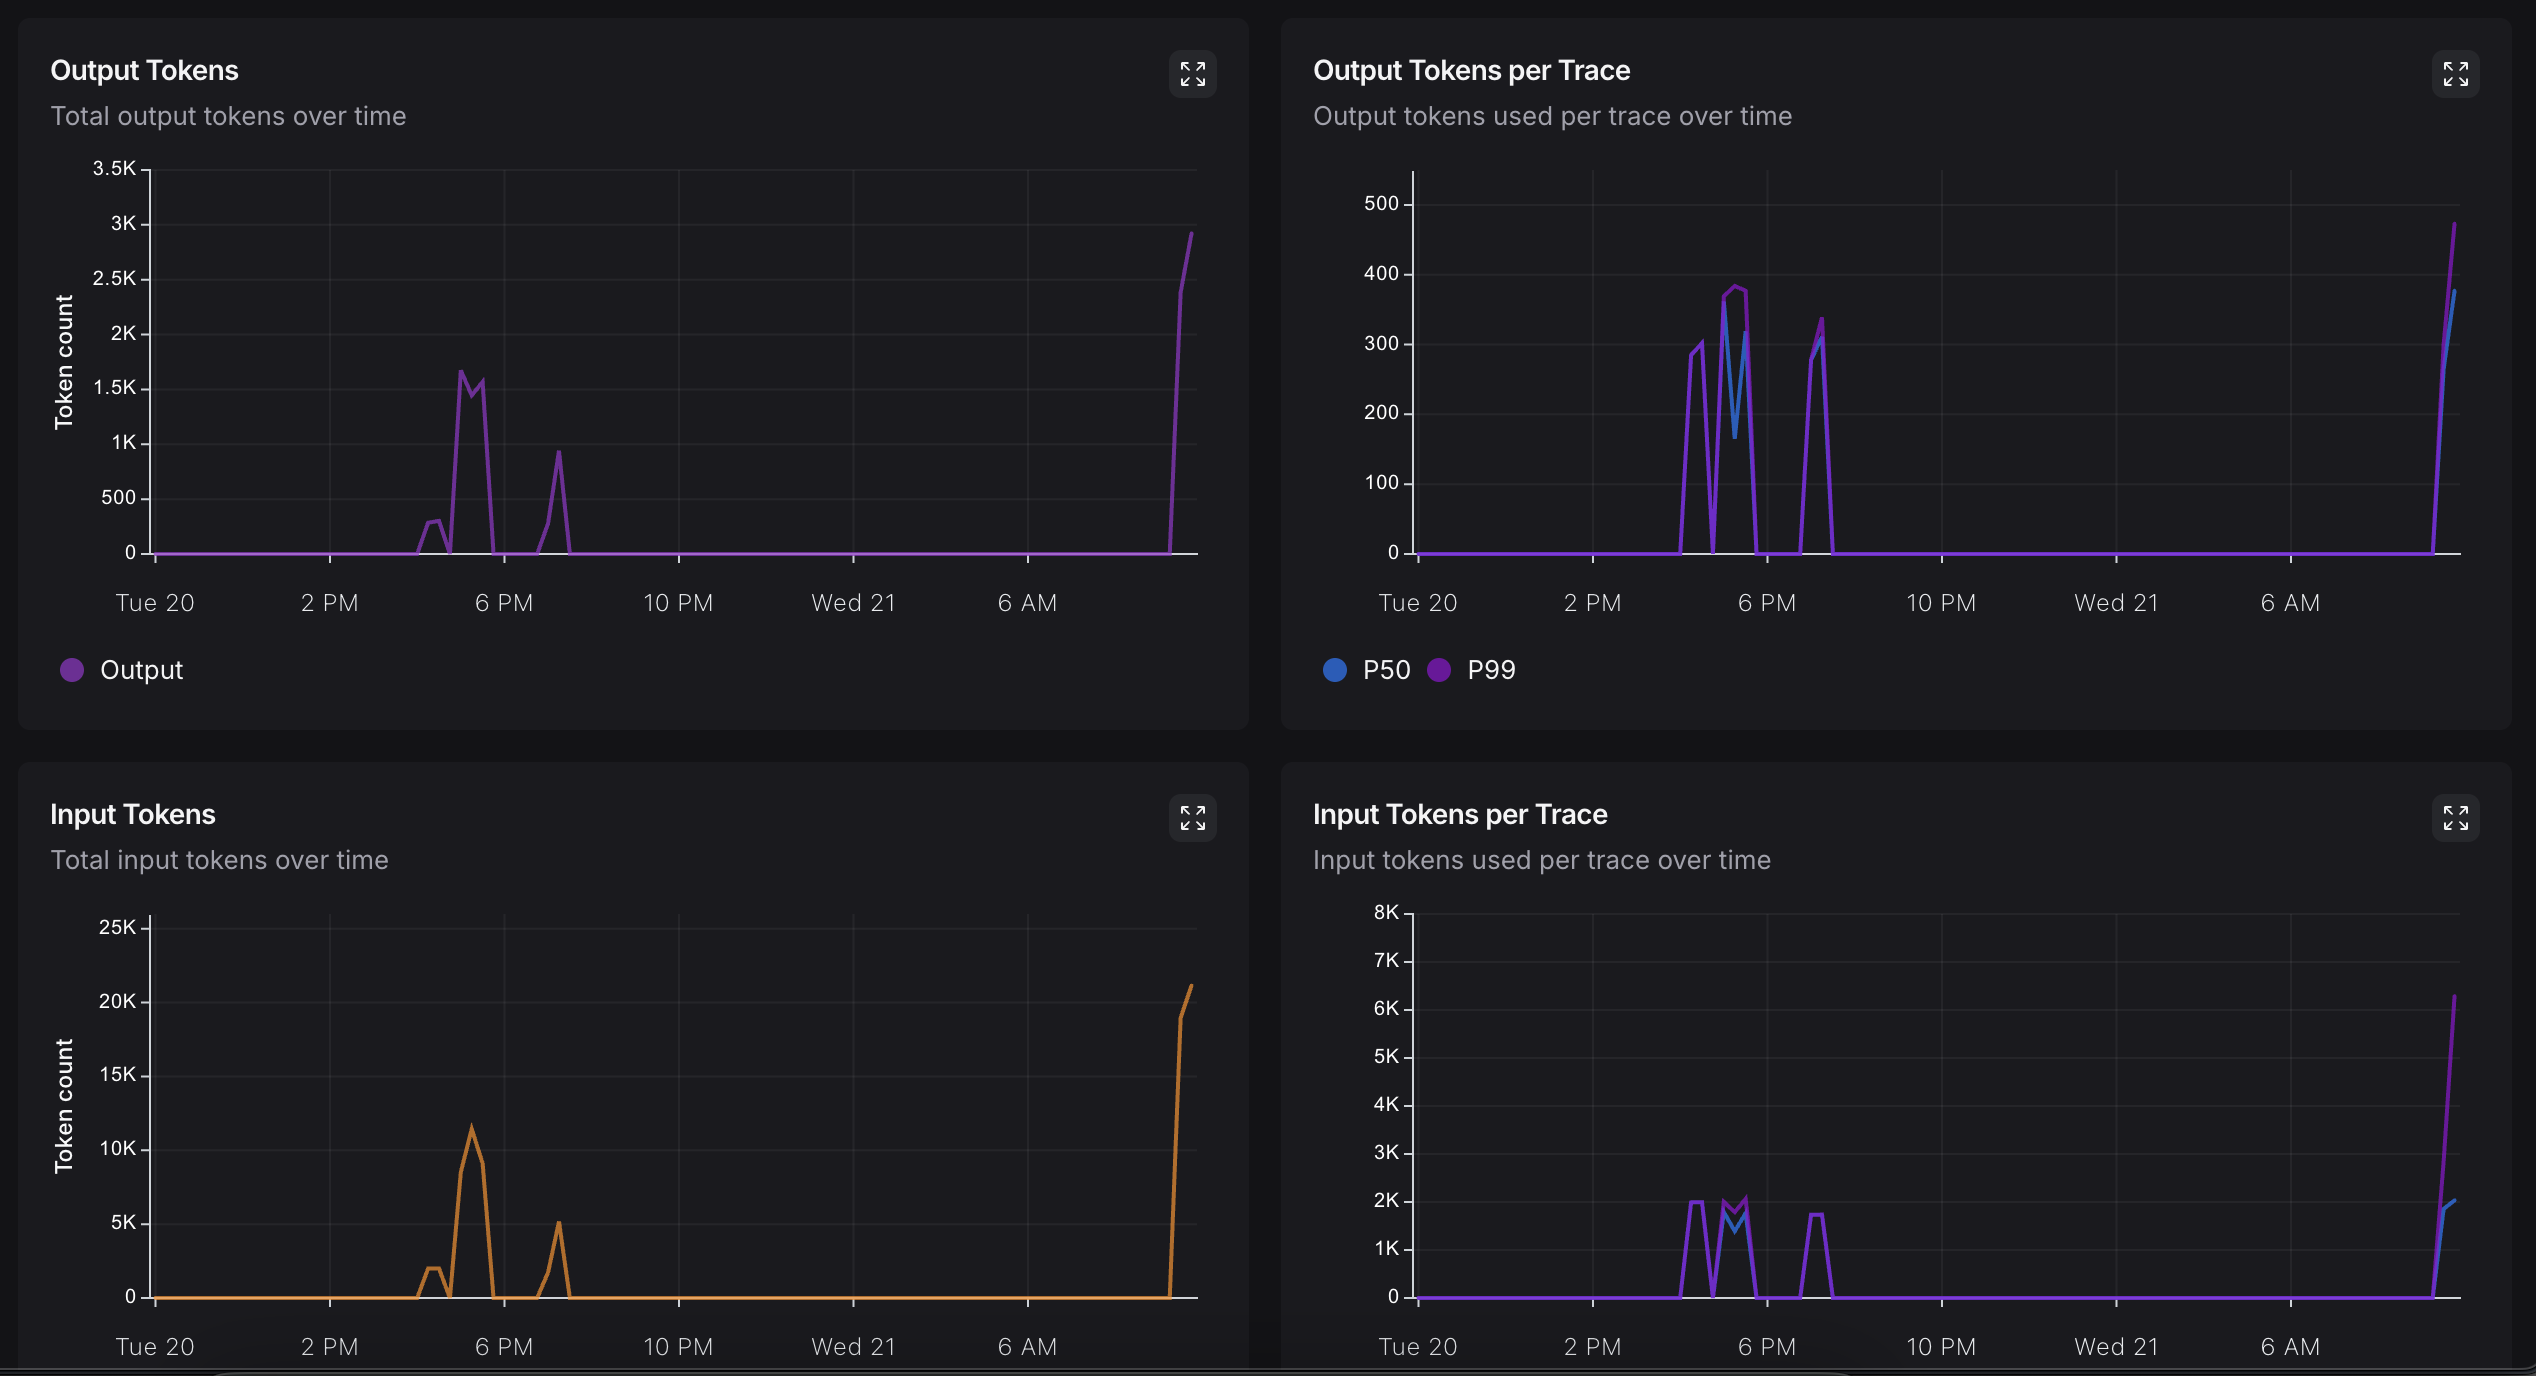 Output Tokens
Total output tokens over time
3.5K
3K
2.5K
2K
1.5K
1K
500
0
Token count
Tue 20 2 PM 6 PM 10 PM Wed 21 6 AM
Output
Output Tokens per Trace
Output tokens used per trace over time
500
400
300
200
100
0
Tue 20 2 PM 6 PM 10 PM Wed 21 6 AM
P50 P99
Input Tokens
Total input tokens over time
25K
20K
15K
10K
5K
0
Token count
Tue 20 2 PM 6 PM 10 PM Wed 21 6 AM
Input Tokens per Trace
Input tokens used per trace over time
8K
7K
6K
5K
4K
3K
2K
1K
0
Tue 20 2 PM 6 PM 10 PM Wed 21 6 AM